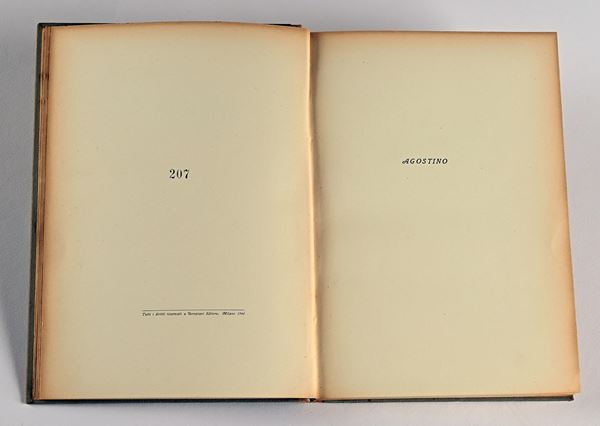 207
Tutti i diritti riservati a Bompiani Editore, Milano
AGOSTINO